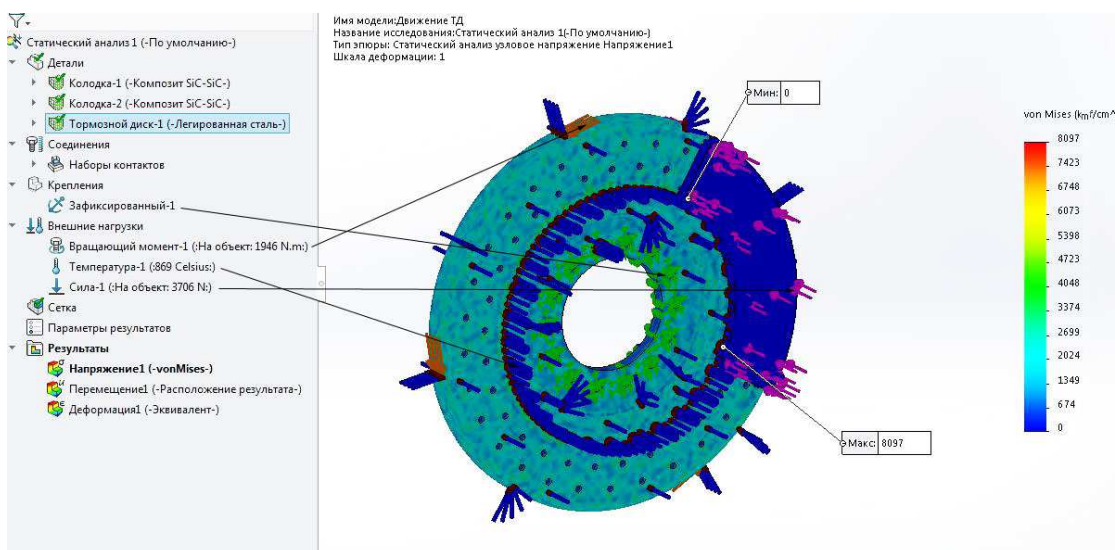 Имя модели:Движение ТД
Название исследования:Статический анализ 1(-По умолчанию-)
Тип эпюры: Статический анализ узловое напряжение Напряжение1
Шкала деформации: 1
Статический анализ 1 (-По умолчанию-)
Детали
Колодка-1 (-Композит SiC-SiC-)
Колодка-2 (-Композит SiC-SiC-)
Тормозной диск-1 (-Легированная сталь-)
Соединения
Наборы контактов
Крепления
Зафиксированный-1
Внешние нагрузки
Вращающий момент-1 (:На объект: 1946 N.m:)
Температура-1 (:869 Celsius:)
Сила-1 (:На объект: 3706 N:)
Сетка
Параметры результатов
Результаты
Напряжение1 (-vonMises-)
Перемещение1 (-Расположение результата-)
Деформация1 (-Эквивалент-)
Мин: 0
Макс: 8097
von Mises (kmf/cm^
8097
7423
6748
6073
5398
4723
4048
3374
2699
2024
1349
674
0